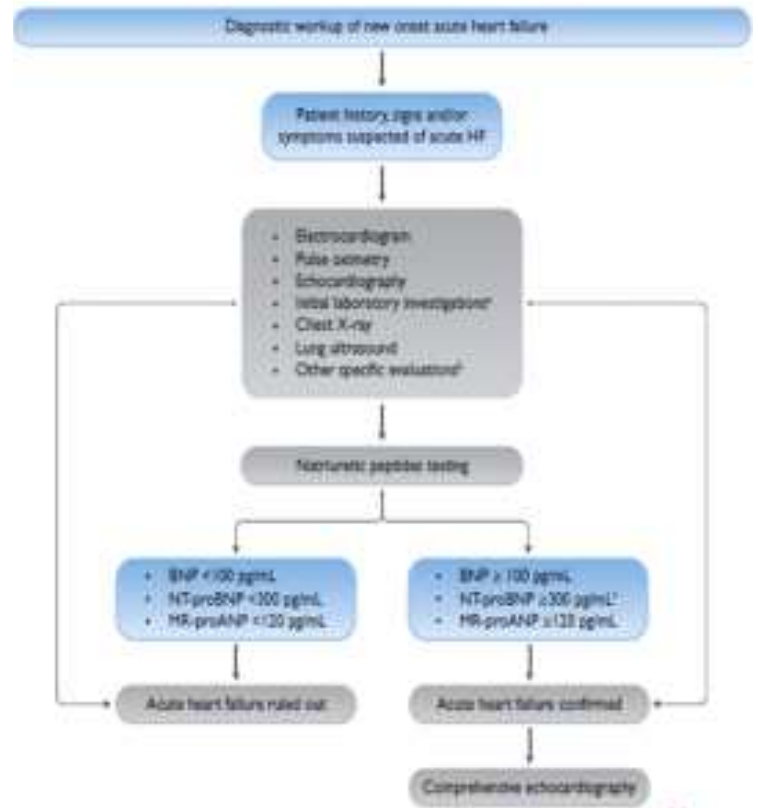 Diagnostic workup of new onset acute heart failure
Patient history, signs and/or
symptoms suspected of acute HF
• Electrocardiogram
• Pulse oximetry
• Echocardiography
• Initial laboratory investigationsᵃ
• Chest X-ray
• Lung ultrasound
• Other specific evaluationsᵇ
Natriuretic peptides testing
• BNP <100 pg/mL
• NT-proBNP <300 pg/mL
• MR-proANP <120 pg/mL
• BNP ≥ 100 pg/mL
• NT-proBNP ≥300 pg/mL
• MR-proANP ≥120 pg/mL
Acute heart failure ruled out
Acute heart failure confirmed
Comprehensive echocardiography